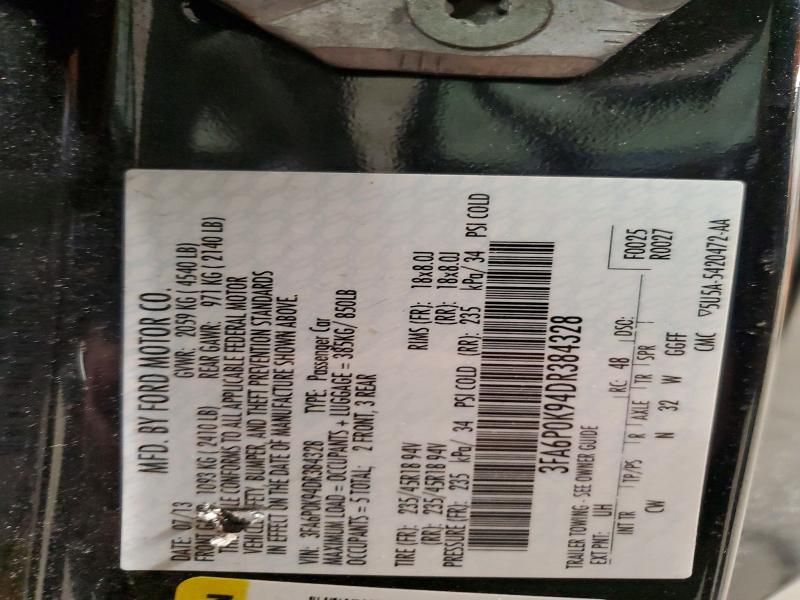 MFD. BY FORD MOTOR CO.
DATE: 07/13 GVWR: 2059 KG ( 4540 LB)
FRONT 1093 KG ( 2410 LB) REAR GAWR: 971 KG ( 2140 LB)
LE CONFORMS TO ALL APPLICABLE FEDERAL MOTOR
VEHICL FETY, BUMPER, AND THEFT PREVENTION STANDARDS
IN EFFECT ON THE DATE OF MANUFACTURE SHOWN ABOVE.
VIN: 3FA6P0K94DR384328 TYPE: Passenger Car
MAXIMUM LOAD = OCCUPANTS + LUGGAGE = 385KG/ 850LB
OCCUPANTS = 5 TOTAL; 2 FRONT, 3 REAR
TIRE (FR): 235/45R18 94V RIMS (FR): 18x8.0J
(RR): 235/45R18 94V (RR): 18x8.0J
PRESSURE (FR): 235 kPa/ 34 PSI COLD (RR): 235 kPa/ 34 PSI COLD
3FA6P0K94DR384328
TRAILER TOWING - SEE OWNER GUIDE
F0025
EXT PNT: UH RC: 48 DSO: R0027
INT TR TP/PS R AXLE TR SPR
CW N 32 W GGFF
CMC 5U5A-5420472-AA